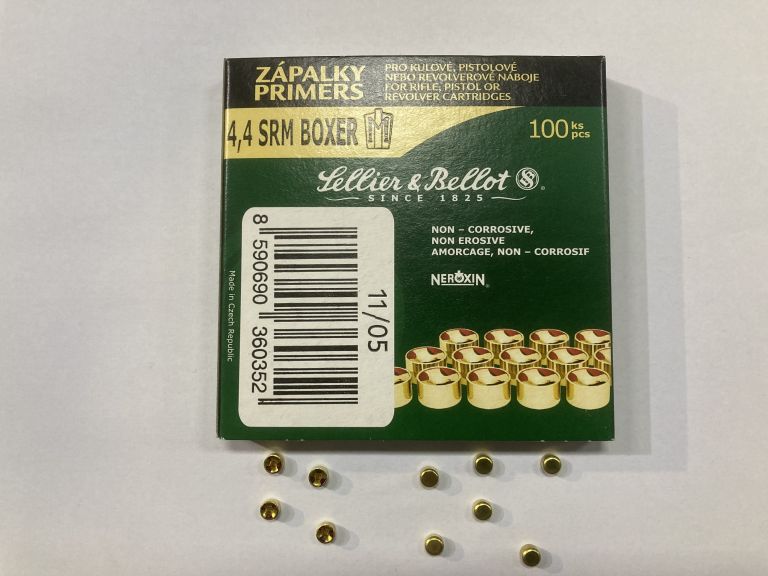 ZÁPALKY
PRIMERS
PRO KULOVÉ, PISTOLOVÉ
NEBO REVOLVEROVÉ NÁBOJE
FOR RIFLE, PISTOL OR
REVOLVER CARTRIDGES
4,4 SRM BOXER
100 ks
pcs
Lellier & Bellot
SINCE 1825
NON – CORROSIVE,
NON EROSIVE
AMORCAGE, NON – CORROSIF
NEROXIN
11/05
8 590690 360352
Made in Czech Republic